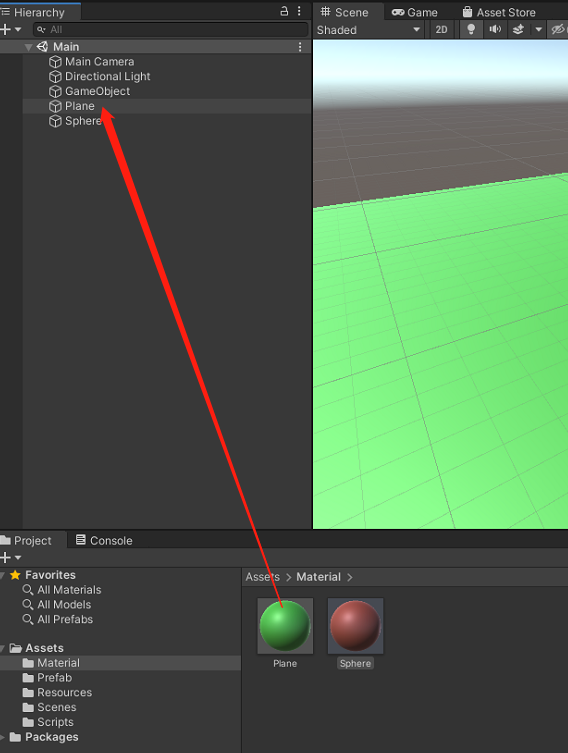 Hierarchy
Scene
Game
Asset Store
All
Shaded
2D
Main
Main Camera
Directional Light
GameObject
Plane
Sphere
Project
Console
Favorites
All Materials
All Models
All Prefabs
Assets
Material
Prefab
Resources
Scenes
Scripts
Packages
Assets > Material >
Plane
Sphere